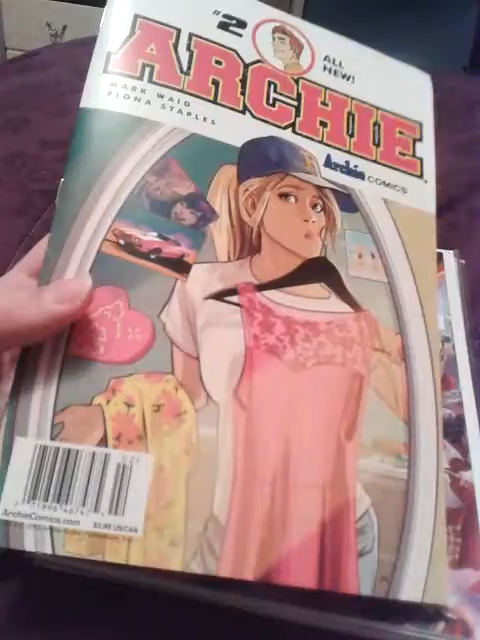 #2
ALL
NEW!
ARCHIE
MARK WAID
FIONA STAPLES
Archie COMICS
ArchieComics.com $3.99 US/CAN